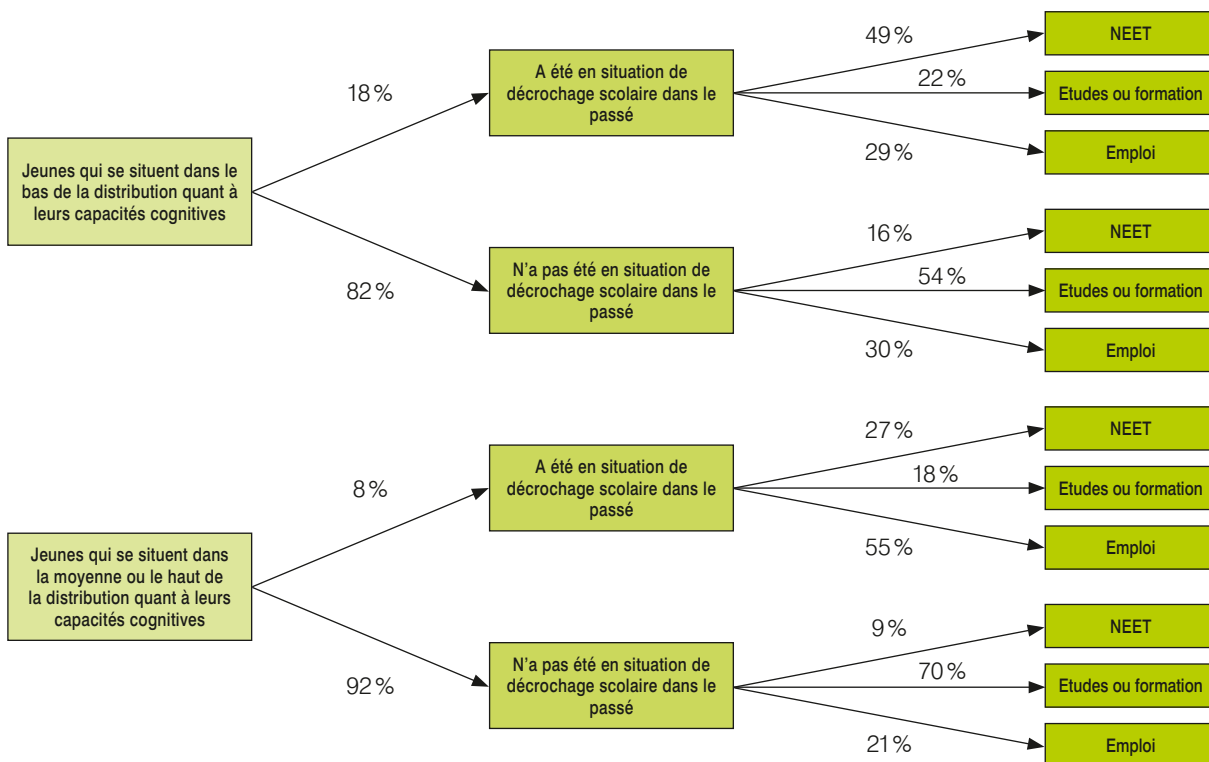 49 %
NEET
A été en situation de
décrochage scolaire dans le
passé
18 %
22 %
Etudes ou formation
29 %
Emploi
Jeunes qui se situent dans le
bas de la distribution quant à
leurs capacités cognitives
16 %
NEET
N'a pas été en situation de
décrochage scolaire dans le
passé
82 %
54 %
Etudes ou formation
30 %
Emploi
27 %
NEET
A été en situation de
décrochage scolaire dans le
passé
8 %
18 %
Etudes ou formation
55 %
Emploi
Jeunes qui se situent dans
la moyenne ou le haut de
la distribution quant à leurs
capacités cognitives
9 %
NEET
N'a pas été en situation de
décrochage scolaire dans le
passé
92 %
70 %
Etudes ou formation
21 %
Emploi